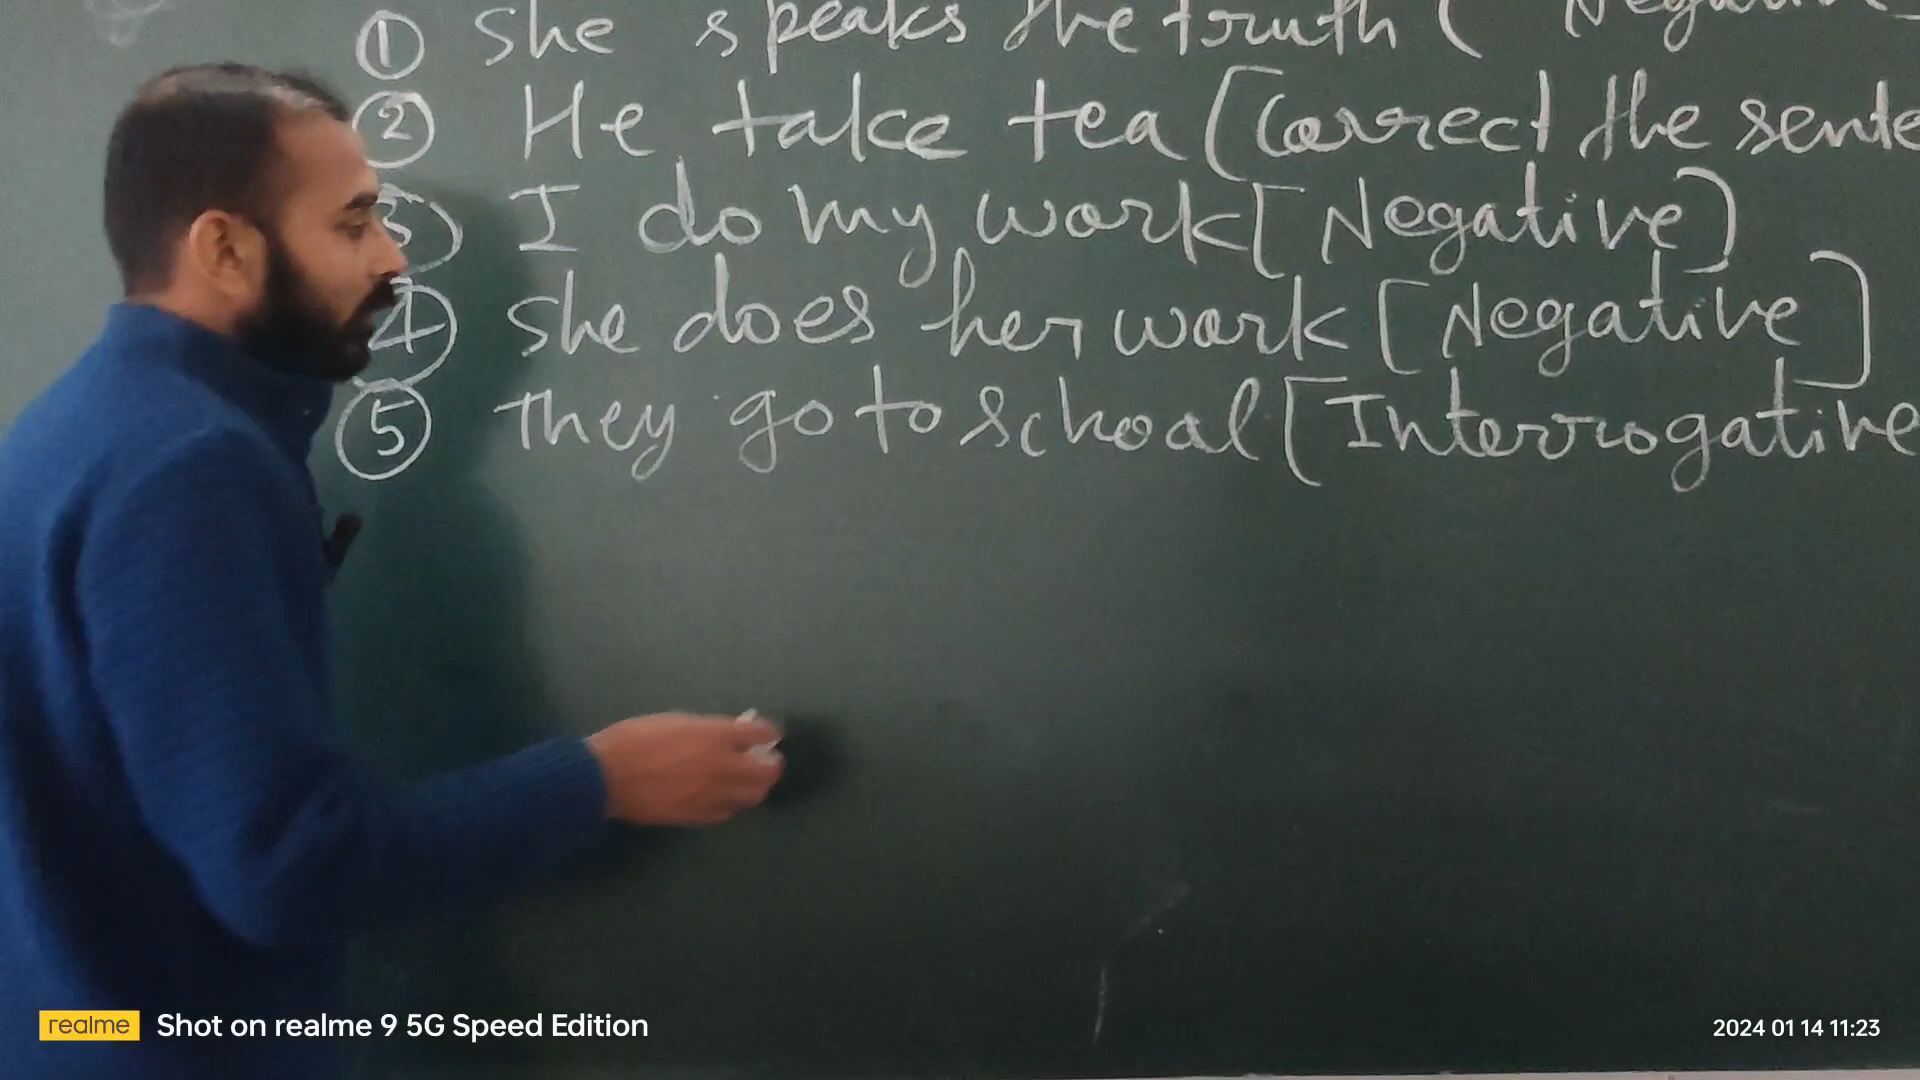 ① She speaks the truth ( Negative
② He take tea [Correct the sente
③ I do my work [Negative]
④ She does her work [Negative]
⑤ They go to school [Interrogative
realme Shot on realme 9 5G Speed Edition
2024 01 14 11:23